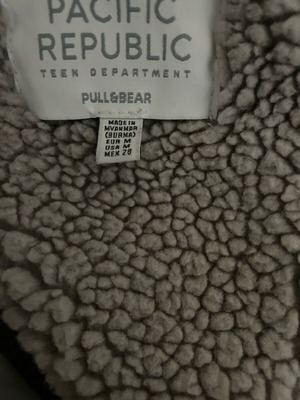 PACIFIC
REPUBLIC
TEEN DEPARTMENT
PULL&BEAR
MADE IN
MYANMAR
(BURMA)
EUR M
USA M
MEX 28